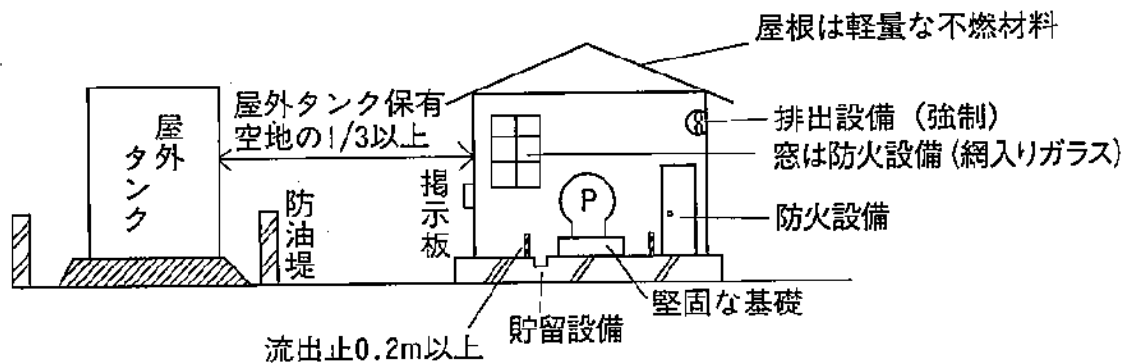 屋根は軽量な不燃材料
屋外タンク保有
空地の1/3以上
屋外
タンク
排出設備（強制）
窓は防火設備（網入りガラス）
掲示板
P
防火設備
防油堤
堅固な基礎
貯留設備
流出止0.2m以上